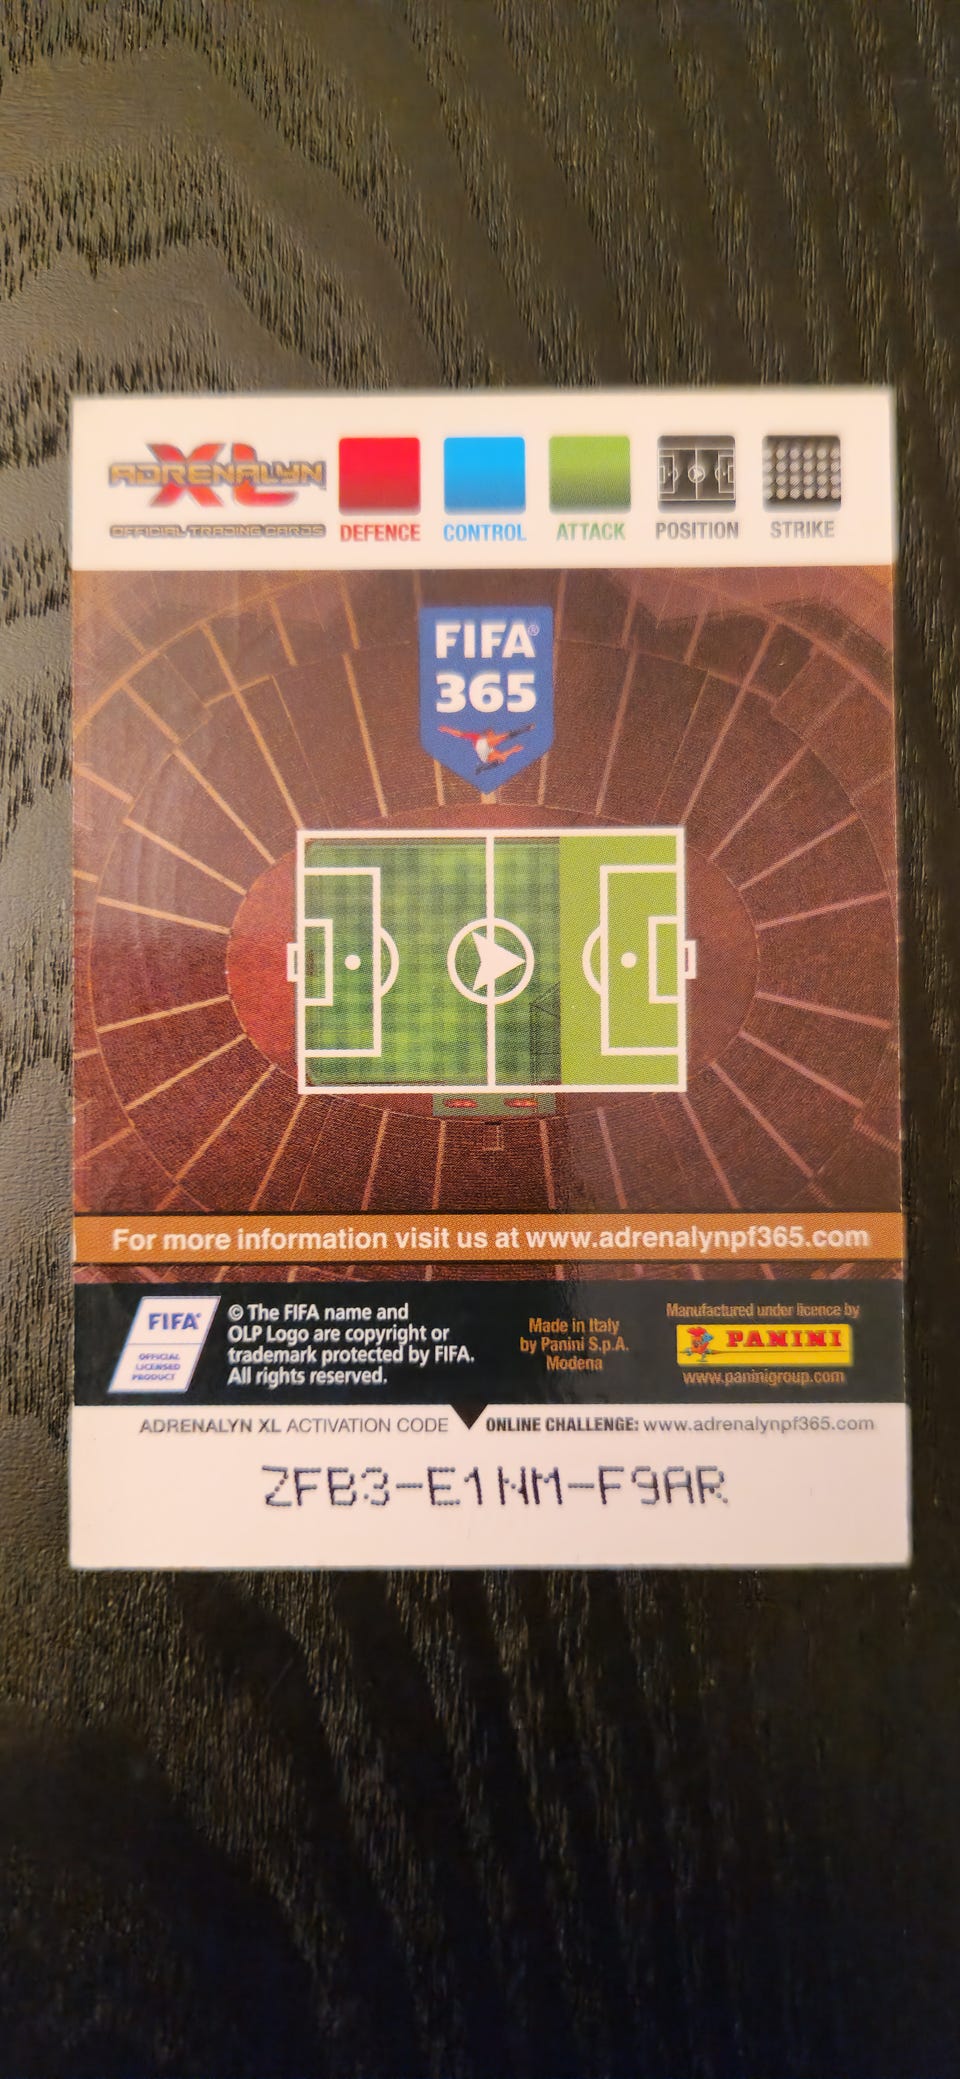 ADRENALYN XL
OFFICIAL TRADING CARDS
DEFENCE CONTROL ATTACK POSITION STRIKE
FIFA®
365
For more information visit us at www.adrenalynpf365.com
FIFA®
OFFICIAL
LICENSED
PRODUCT
© The FIFA name and
OLP Logo are copyright or
trademark protected by FIFA.
All rights reserved.
Made in Italy
by Panini S.p.A.
Modena
Manufactured under licence by
PANINI
www.paninigroup.com
ADRENALYN XL ACTIVATION CODE
ONLINE CHALLENGE: www.adrenalynpf365.com
ZFB3-E1NM-F9AR